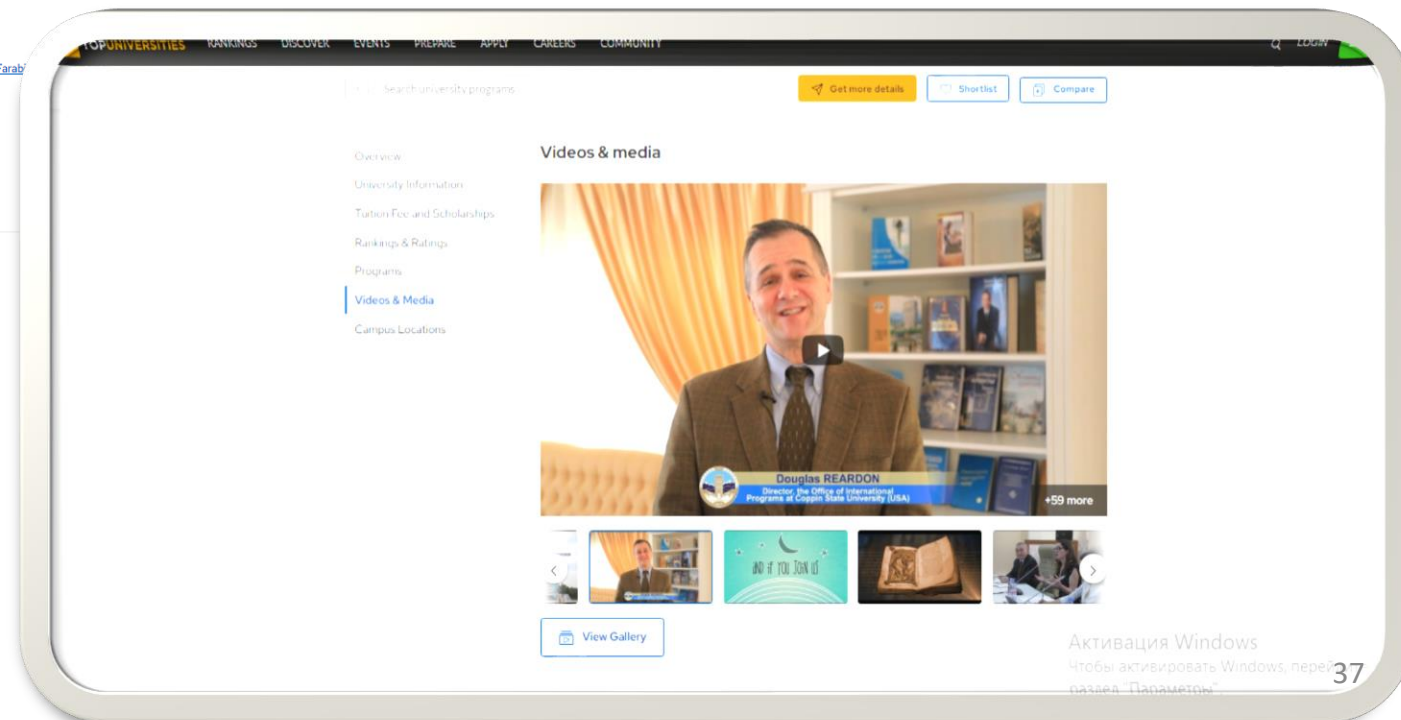 TOPUNIVERSITIES RANKINGS DISCOVER EVENTS PREPARE APPLY CAREERS COMMUNITY LOGIN
Farabi
Search university programs
Get more details
Shortlist
Compare
Overview
University Information
Tuition Fee and Scholarships
Rankings & Ratings
Programs
Videos & Media
Campus Locations
Videos & media
Douglas REARDON
Director, the Office of International
Programs at Coppin State University (USA)
+59 more
AND IF YOU JOIN US
View Gallery
Активация Windows
Чтобы активировать Windows, перей
раздел "Параметры".
37